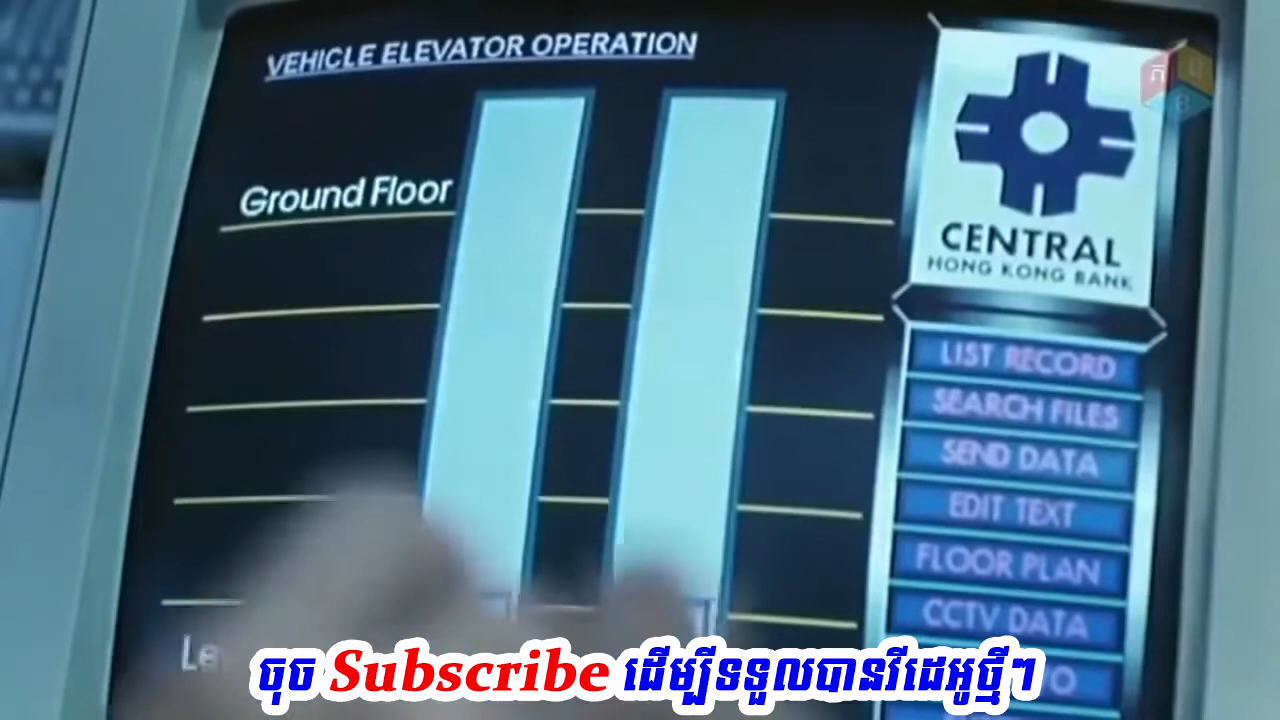 VEHICLE ELEVATOR OPERATION
Ground Floor
CENTRAL
HONG KONG BANK
LIST RECORD
SEARCH FILES
SEND DATA
EDIT TEXT
FLOOR PLAN
CCTV DATA
ចុច Subscribe ដើម្បីទទួលបានវីដេអូថ្មីៗ